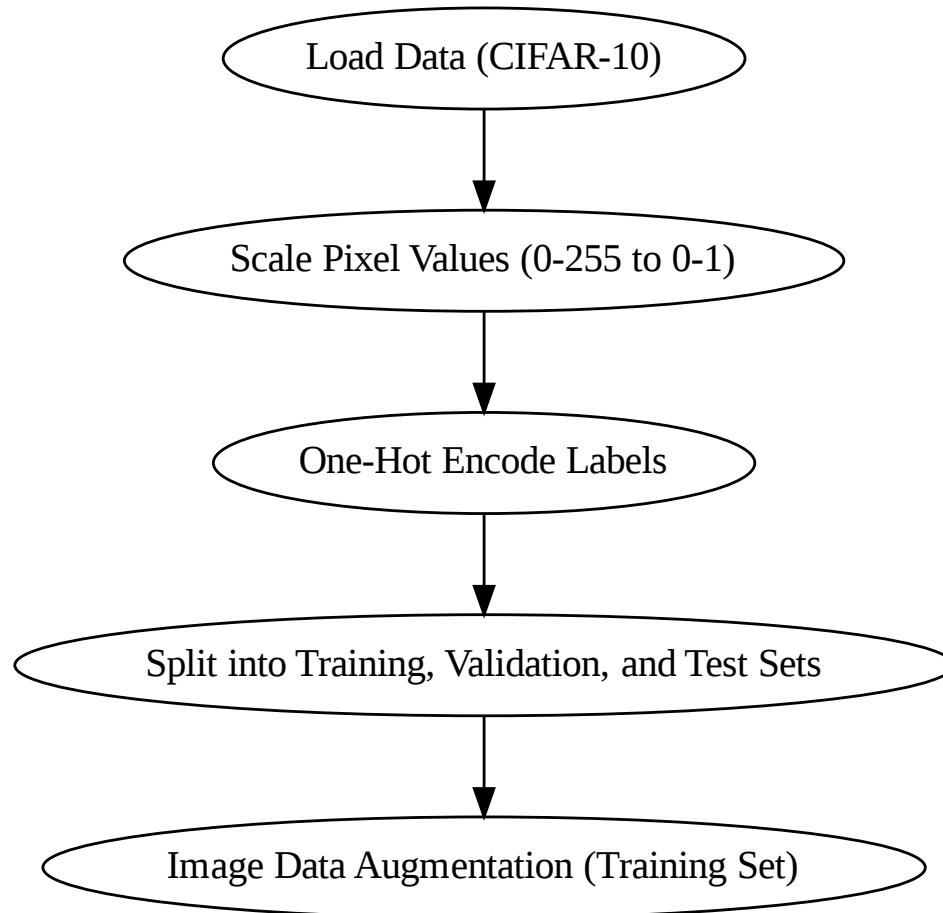 Load Data (CIFAR-10)
Scale Pixel Values (0-255 to 0-1)
One-Hot Encode Labels
Split into Training, Validation, and Test Sets
Image Data Augmentation (Training Set)